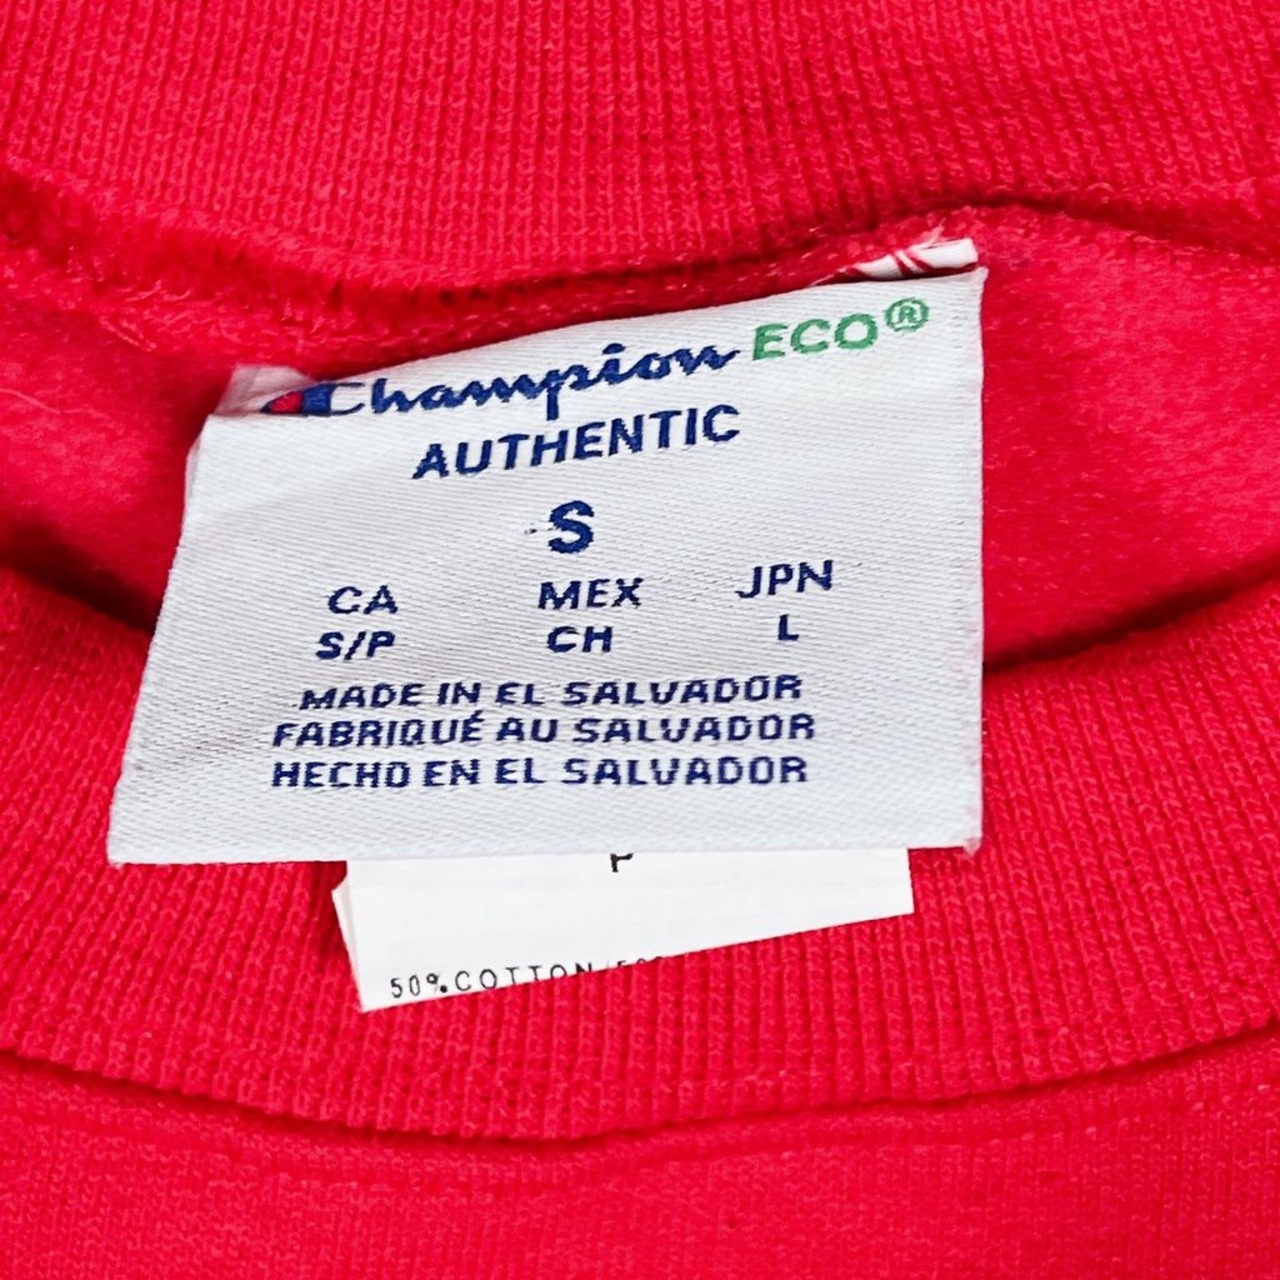 Champion ECO®
AUTHENTIC
S
CA MEX JPN
S/P CH L
MADE IN EL SALVADOR
FABRIQUÉ AU SALVADOR
HECHO EN EL SALVADOR
P
50% COTTON